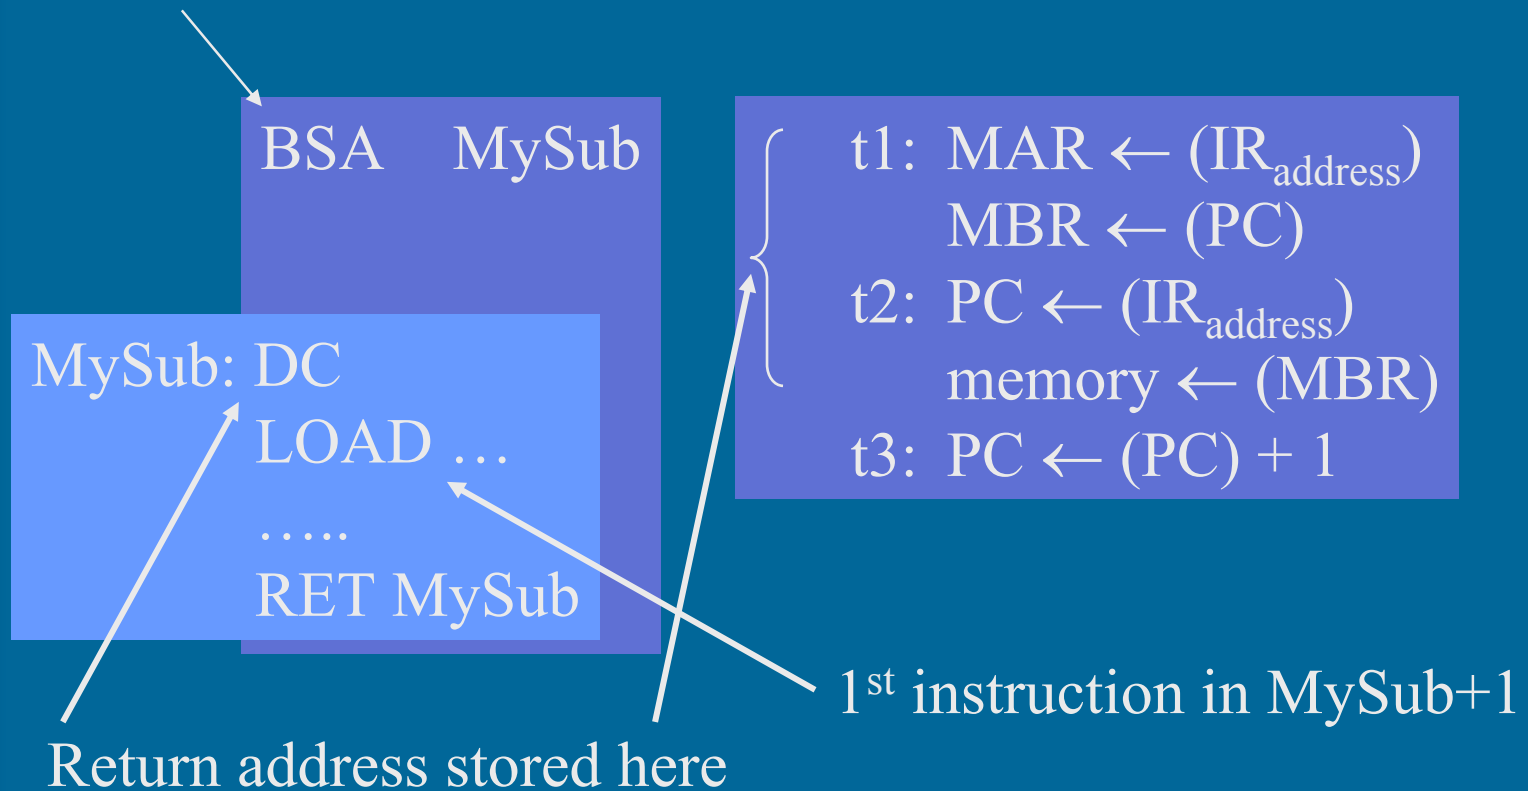 BSA MySub
MySub: DC
LOAD …
…..
RET MySub
t1: MAR ← (IRaddress)
MBR ← (PC)
t2: PC ← (IRaddress)
memory ← (MBR)
t3: PC ← (PC) + 1
1st instruction in MySub+1
Return address stored here